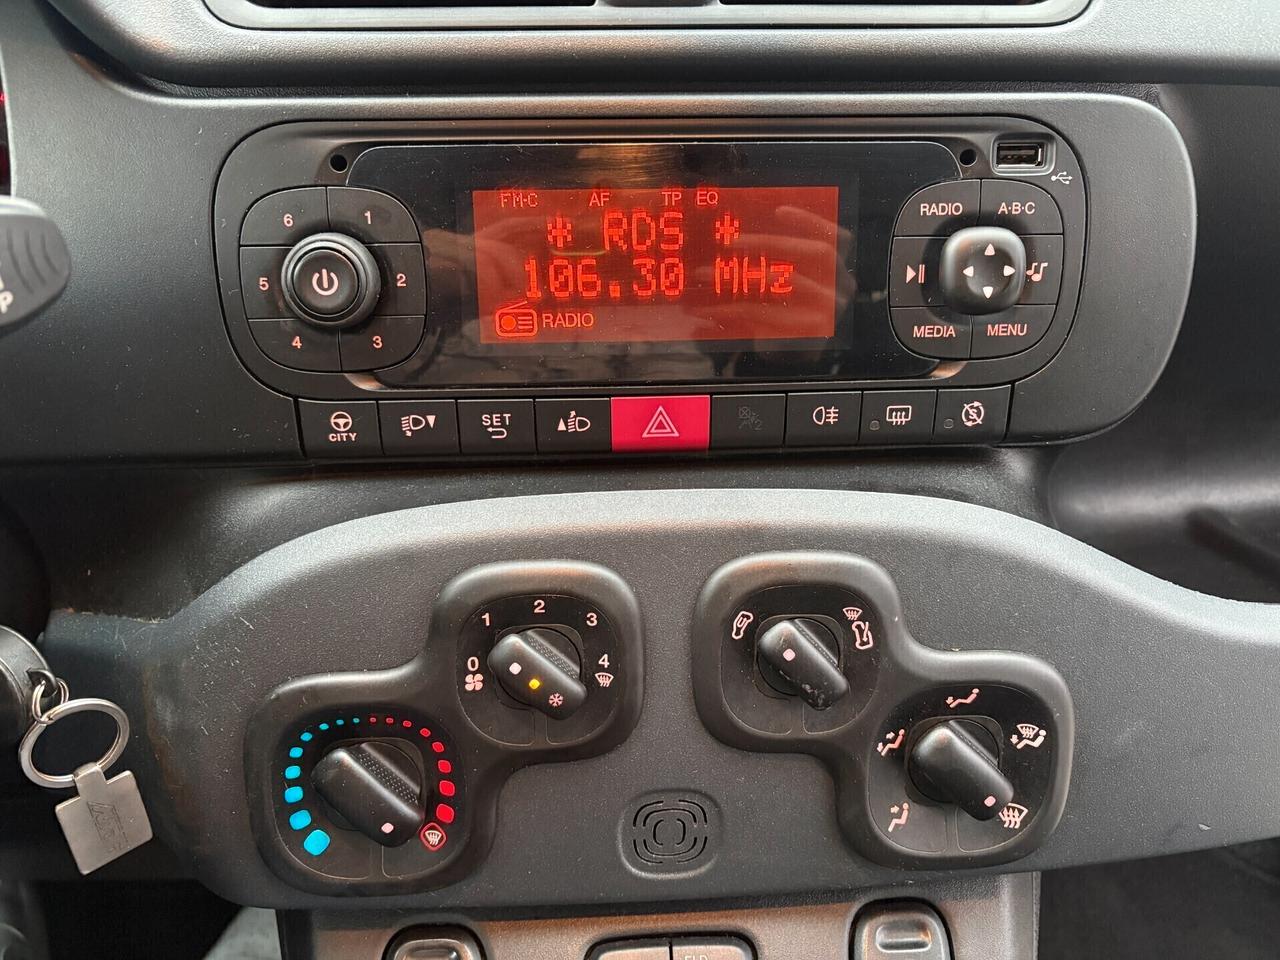 FM-C AF TP EQ
* RDS *
106.30 MHz
RADIO
6 1
5 2
4 3
RADIO A·B·C
MEDIA MENU
CITY
SET
1 2 3
0 4